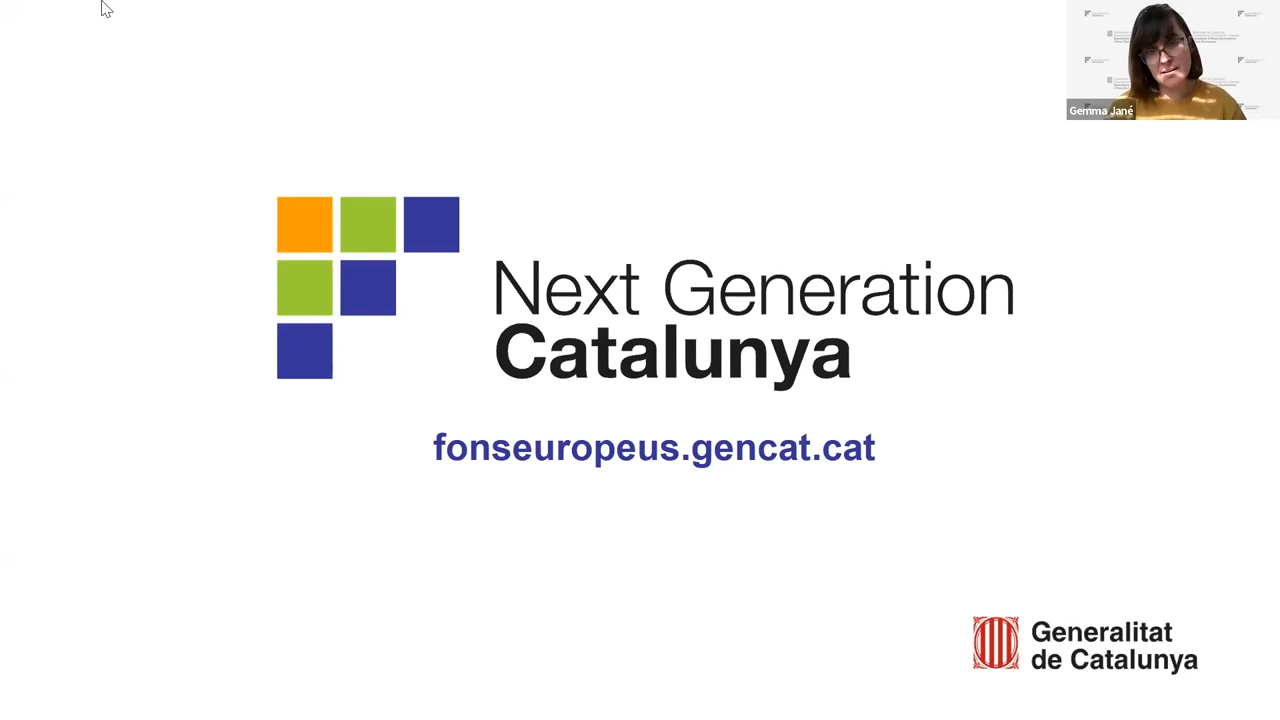 Gemma Jané
Next Generation
Catalunya
fonseuropeus.gencat.cat
Generalitat
de Catalunya